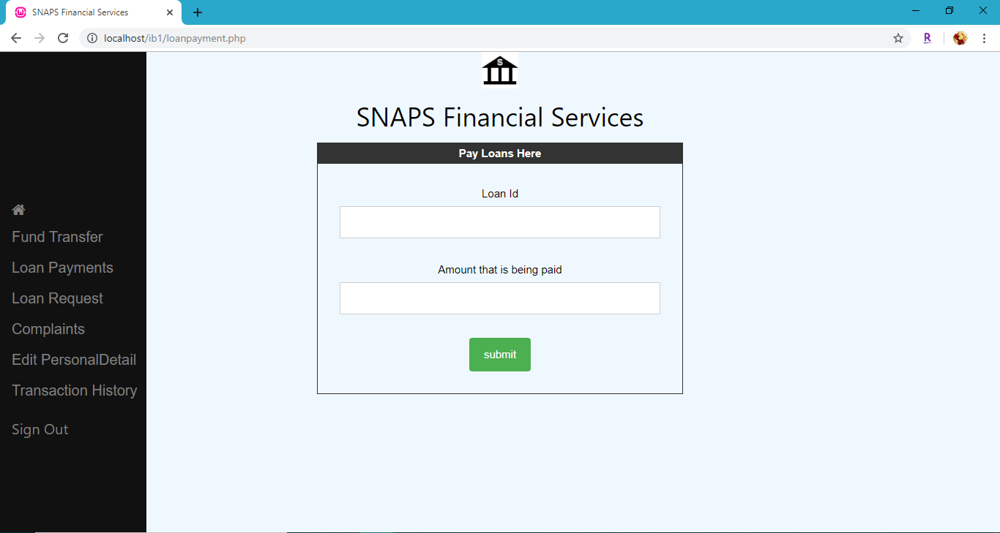 SNAPS Financial Services
localhost/ib1/loanpayment.php
R
$
SNAPS Financial Services
Pay Loans Here
Loan Id
Amount that is being paid
submit
Fund Transfer
Loan Payments
Loan Request
Complaints
Edit PersonalDetail
Transaction History
Sign Out